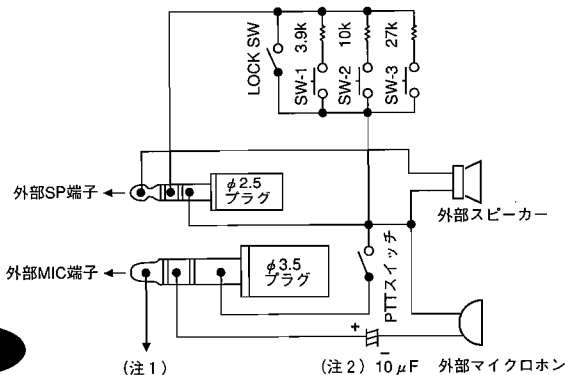 LOCK SW
3.9k
10k
27k
SW-1
SW-2
SW-3
外部SP端子
φ2.5
プラグ
外部スピーカー
外部MIC端子
φ3.5
プラグ
PTTスイッチ
+
−
（注1）
（注2）
10μF
外部マイクロホン